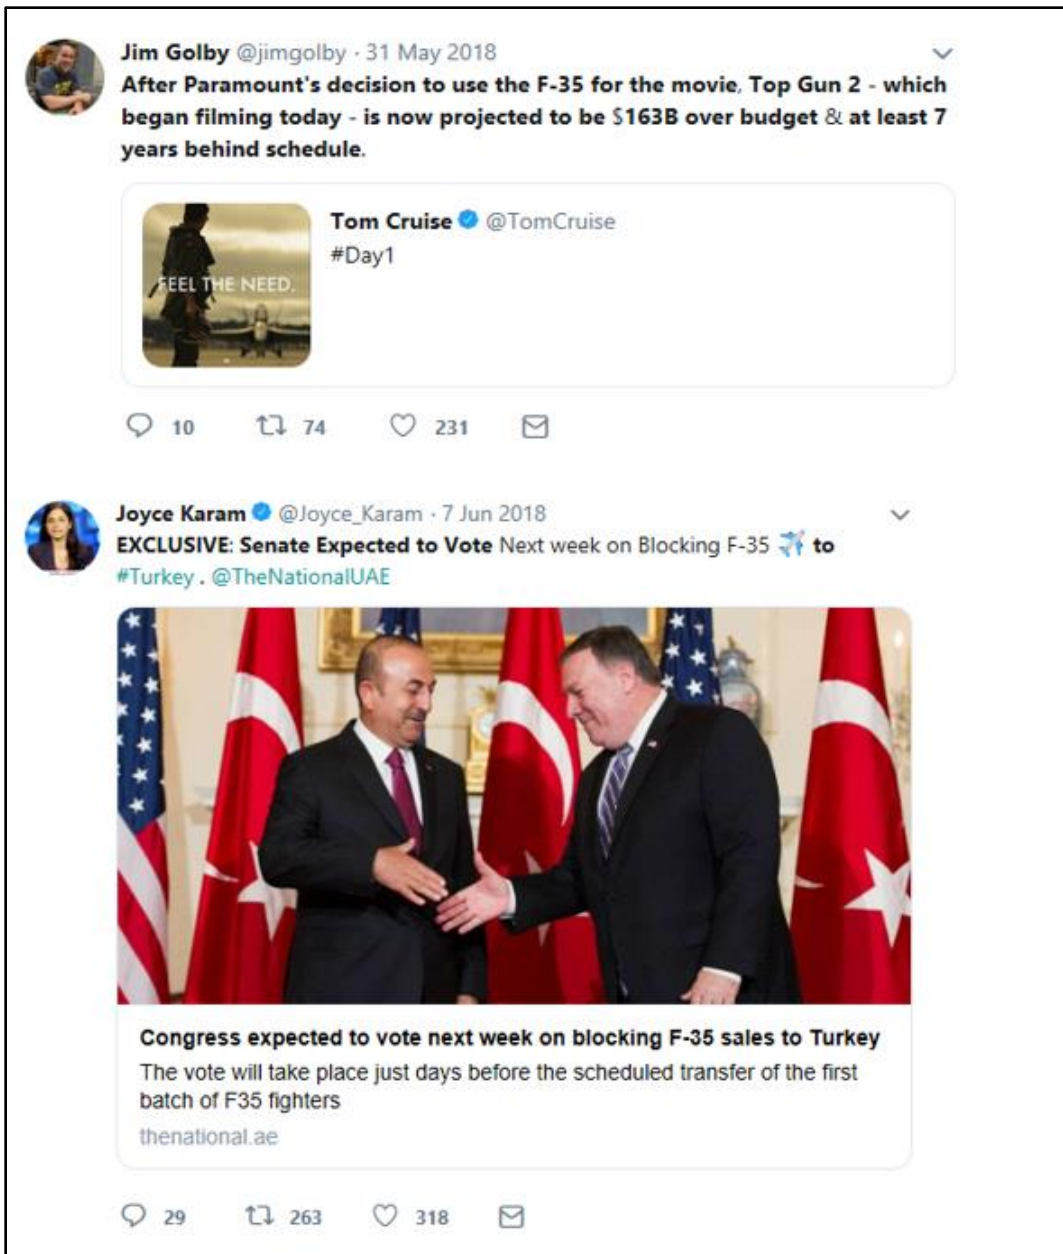 Jim Golby @jimgolby · 31 May 2018
After Paramount's decision to use the F-35 for the movie, Top Gun 2 - which
began filming today - is now projected to be $163B over budget & at least 7
years behind schedule.
Tom Cruise @TomCruise
#Day1
FEEL THE NEED.
10 74 231
Joyce Karam @Joyce_Karam · 7 Jun 2018
EXCLUSIVE: Senate Expected to Vote Next week on Blocking F-35 ✈️ to
#Turkey . @TheNationalUAE
Congress expected to vote next week on blocking F-35 sales to Turkey
The vote will take place just days before the scheduled transfer of the first
batch of F35 fighters
thenational.ae
29 263 318